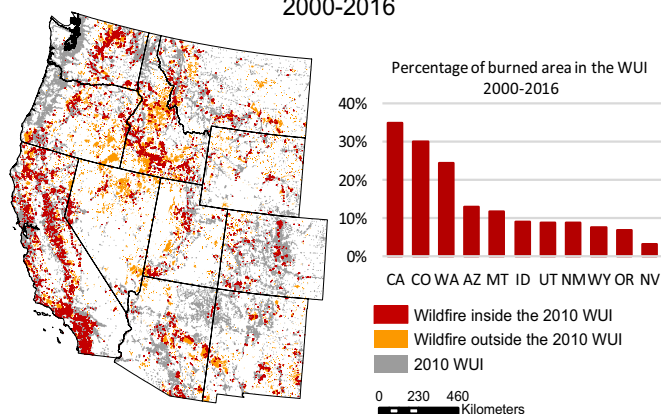 2000-2016
Percentage of burned area in the WUI
2000-2016
40%
30%
20%
10%
0%
CA CO WA AZ MT ID UT NM WY OR NV
Wildfire inside the 2010 WUI
Wildfire outside the 2010 WUI
2010 WUI
0 230 460
Kilometers